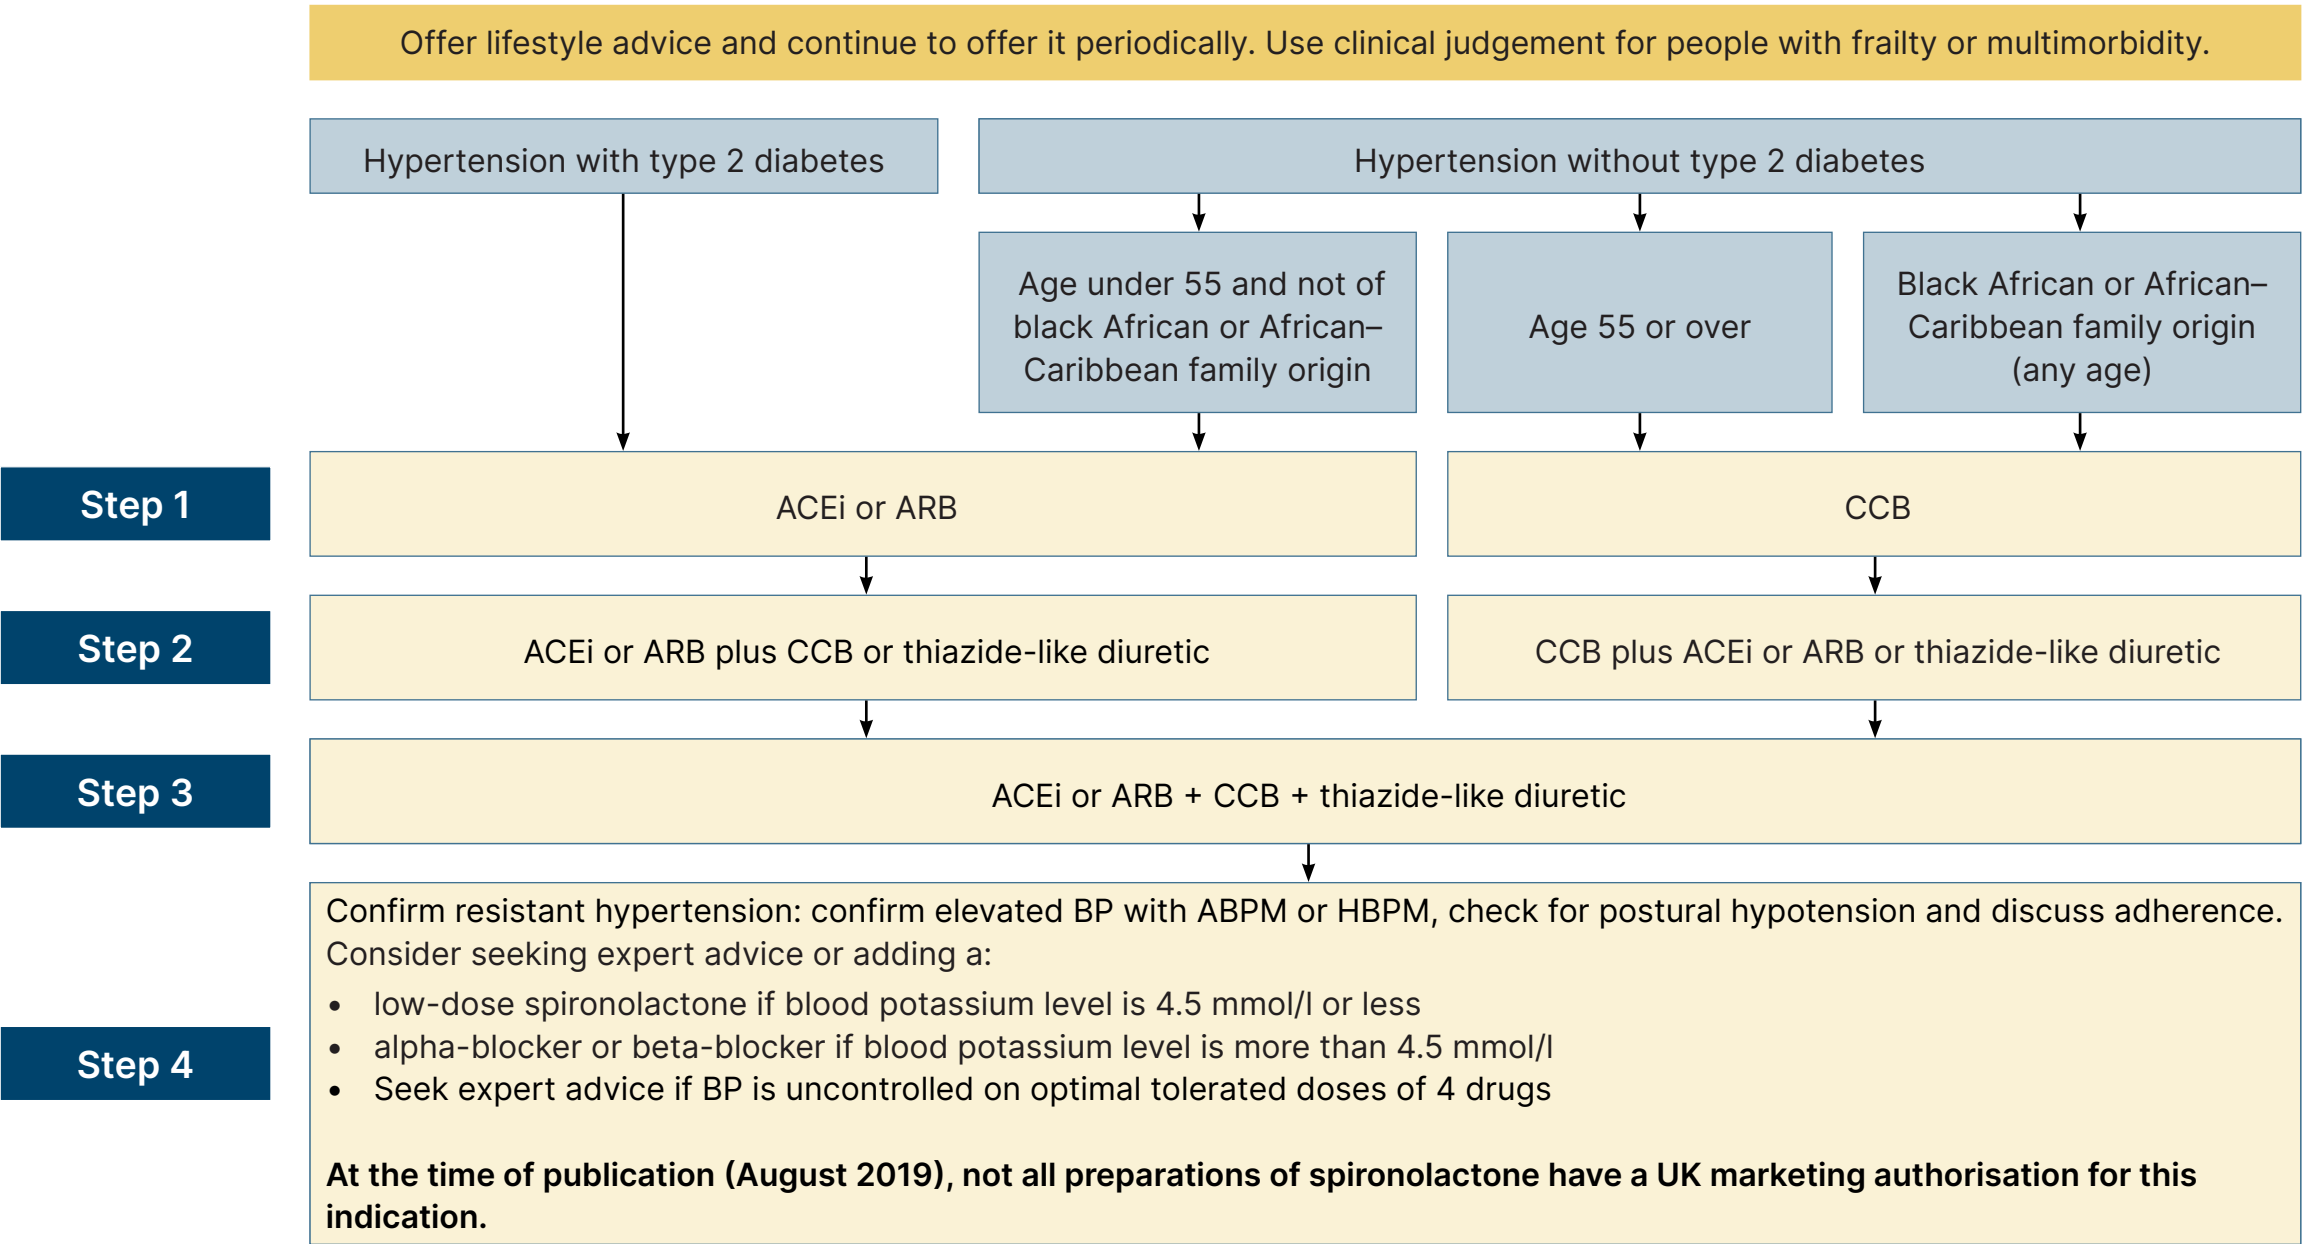 Offer lifestyle advice and continue to offer it periodically. Use clinical judgement for people with frailty or multimorbidity.
Hypertension with type 2 diabetes
Hypertension without type 2 diabetes
Age under 55 and not of
black African or African–
Caribbean family origin
Age 55 or over
Black African or African–
Caribbean family origin
(any age)
Step 1
ACEi or ARB
CCB
Step 2
ACEi or ARB plus CCB or thiazide-like diuretic
CCB plus ACEi or ARB or thiazide-like diuretic
Step 3
ACEi or ARB + CCB + thiazide-like diuretic
Step 4
Confirm resistant hypertension: confirm elevated BP with ABPM or HBPM, check for postural hypotension and discuss adherence.
Consider seeking expert advice or adding a:
• low-dose spironolactone if blood potassium level is 4.5 mmol/l or less
• alpha-blocker or beta-blocker if blood potassium level is more than 4.5 mmol/l
• Seek expert advice if BP is uncontrolled on optimal tolerated doses of 4 drugs
At the time of publication (August 2019), not all preparations of spironolactone have a UK marketing authorisation for this
indication.